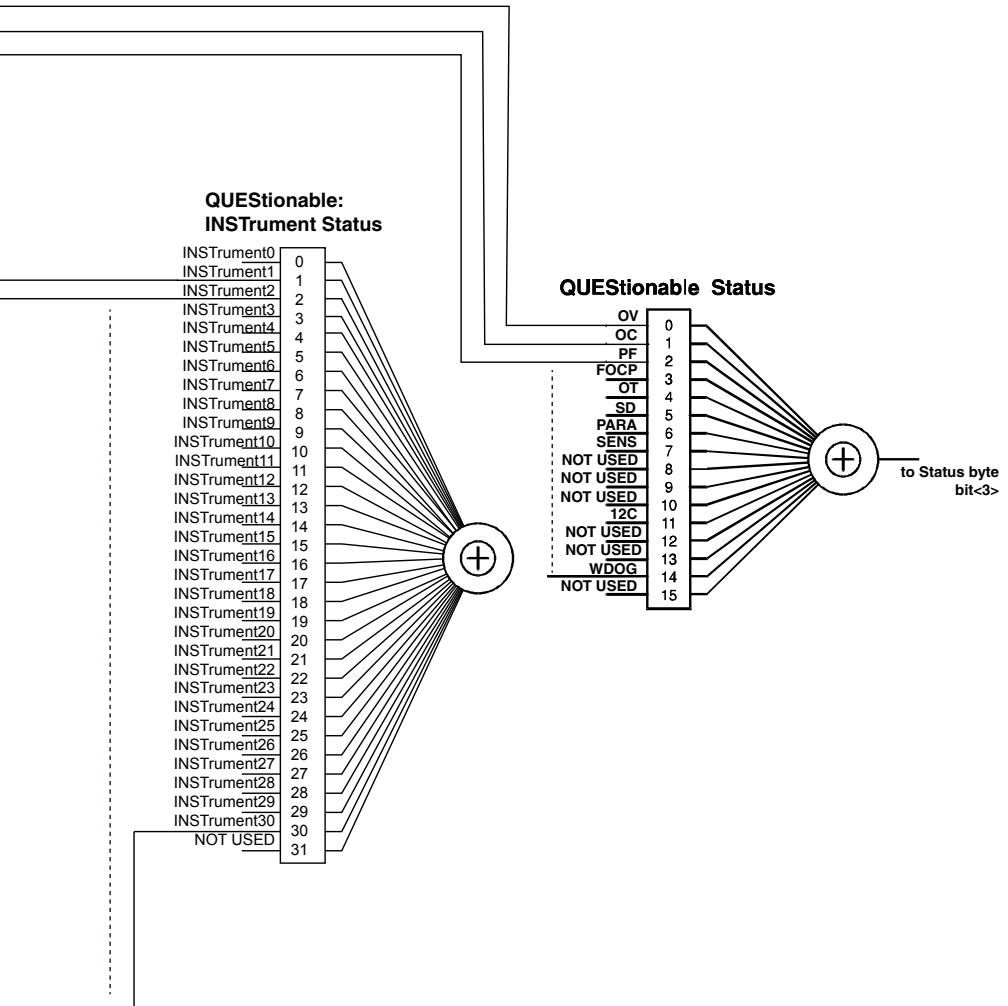 QUEStionable:
INSTrument Status
INSTrument0 0
INSTrument1 1
INSTrument2 2
INSTrument3 3
INSTrument4 4
INSTrument5 5
INSTrument6 6
INSTrument7 7
INSTrument8 8
INSTrument9 9
INSTrument10 10
INSTrument11 11
INSTrument12 12
INSTrument13 13
INSTrument14 14
INSTrument15 15
INSTrument16 16
INSTrument17 17
INSTrument18 18
INSTrument19 19
INSTrument20 20
INSTrument21 21
INSTrument22 22
INSTrument23 23
INSTrument24 24
INSTrument25 25
INSTrument26 26
INSTrument27 27
INSTrument28 28
INSTrument29 29
INSTrument30 30
NOT USED 31
QUEStionable Status
OV 0
OC 1
PF 2
FOCP 3
OT 4
SD 5
PARA 6
SENS 7
NOT USED 8
NOT USED 9
NOT USED 10
12C 11
NOT USED 12
NOT USED 13
WDOG 14
NOT USED 15
to Status byte
bit<3>